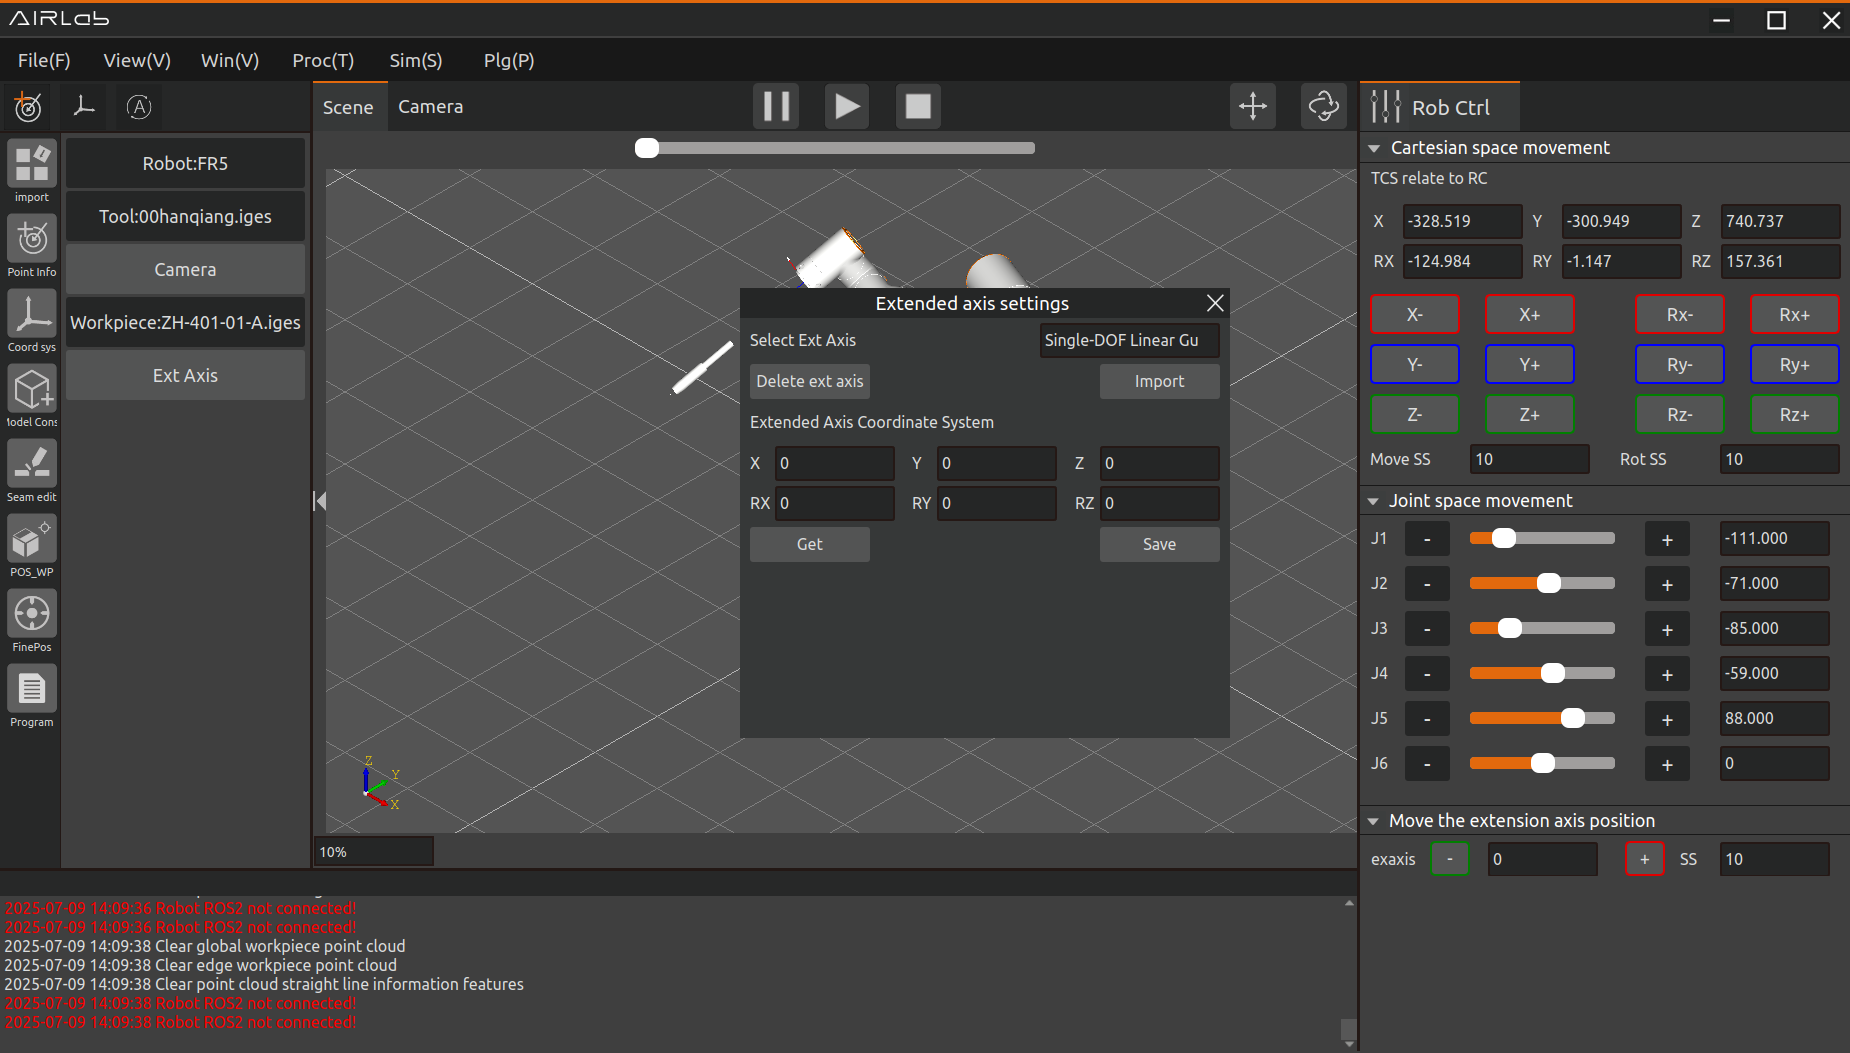 AIRLab
File(F) View(V) Win(V) Proc(T) Sim(S) Plg(P)
Scene Camera
Rob Ctrl
import
Point Info
Coord sys
Model Cons
Seam edit
POS_WP
FinePos
Program
Robot:FR5
Tool:00hanqiang.iges
Camera
Workpiece:ZH-401-01-A.iges
Ext Axis
Extended axis settings
Select Ext Axis Single-DOF Linear Gu
Delete ext axis Import
Extended Axis Coordinate System
X 0 Y 0 Z 0
RX 0 RY 0 RZ 0
Get Save
Z
Y
X
10%
Cartesian space movement
TCS relate to RC
X -328.519 Y -300.949 Z 740.737
RX -124.984 RY -1.147 RZ 157.361
X- X+ Rx- Rx+
Y- Y+ Ry- Ry+
Z- Z+ Rz- Rz+
Move SS 10 Rot SS 10
Joint space movement
J1 - + -111.000
J2 - + -71.000
J3 - + -85.000
J4 - + -59.000
J5 - + 88.000
J6 - + 0
Move the extension axis position
exaxis - 0 + SS 10
2025-07-09 14:09:36 Robot ROS2 not connected!
2025-07-09 14:09:36 Robot ROS2 not connected!
2025-07-09 14:09:38 Clear global workpiece point cloud
2025-07-09 14:09:38 Clear edge workpiece point cloud
2025-07-09 14:09:38 Clear point cloud straight line information features
2025-07-09 14:09:38 Robot ROS2 not connected!
2025-07-09 14:09:38 Robot ROS2 not connected!